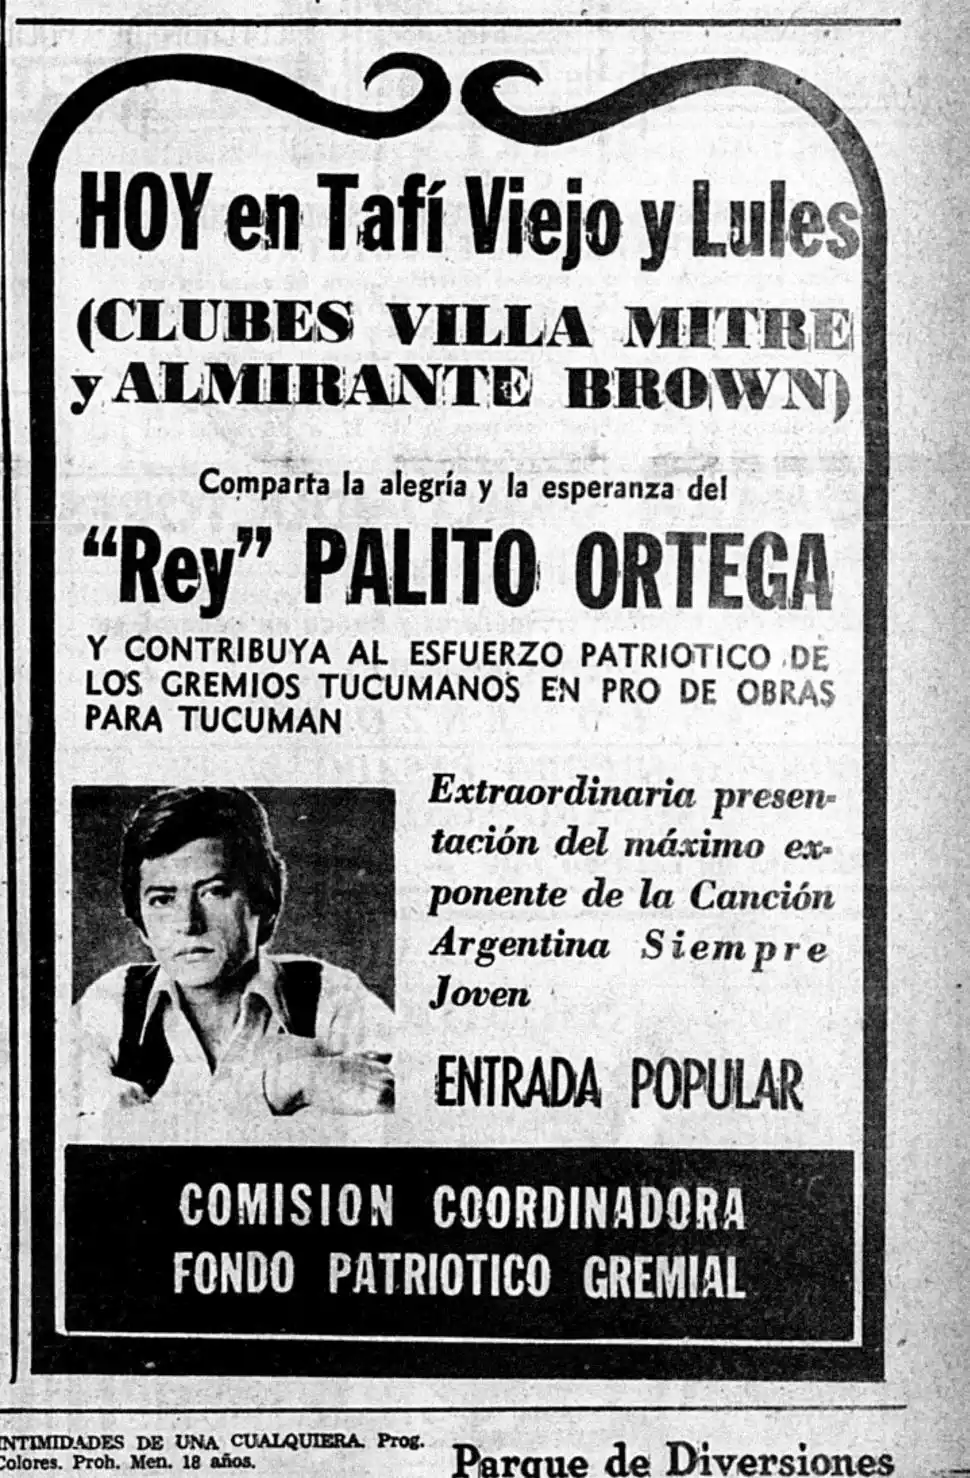 HOY en Tafí Viejo y Lules
(CLUBES VILLA MITRE
y ALMIRANTE BROWN)
Comparta la alegría y la esperanza del
"Rey" PALITO ORTEGA
Y CONTRIBUYA AL ESFUERZO PATRIOTICO DE
LOS GREMIOS TUCUMANOS EN PRO DE OBRAS
PARA TUCUMAN
Extraordinaria presen-
tación del máximo ex-
ponente de la Canción
Argentina Siempre
Joven
ENTRADA POPULAR
COMISION COORDINADORA
FONDO PATRIOTICO GREMIAL
INTIMIDADES DE UNA CUALQUIERA. Prog.
Colores. Proh. Men. 18 años.
Parque de Diversiones